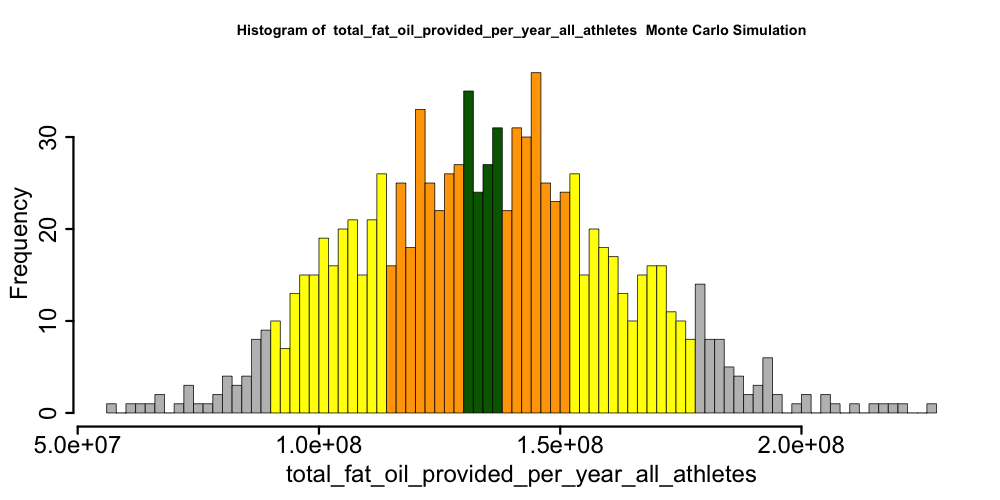 Histogram of  total_fat_oil_provided_per_year_all_athletes  Monte Carlo Simulation
Frequency
30
20
10
0
5.0e+07 1.0e+08 1.5e+08 2.0e+08
total_fat_oil_provided_per_year_all_athletes